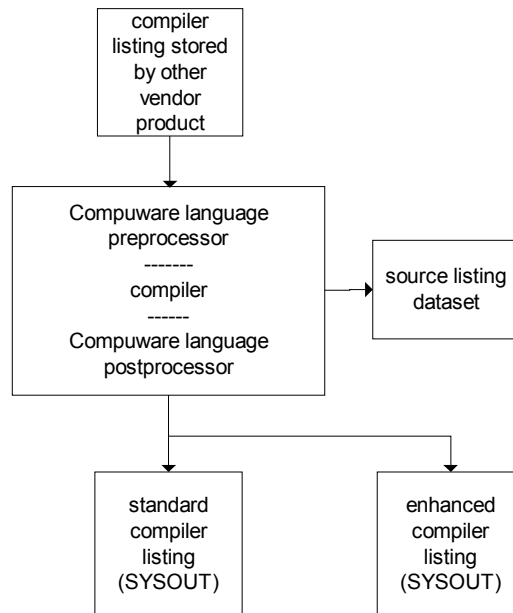 compiler
listing stored
by other
vendor
product
Compuware language
preprocessor
-------
compiler
------
Compuware language
postprocessor
source listing
dataset
standard
compiler
listing
(SYSOUT)
enhanced
compiler
listing
(SYSOUT)